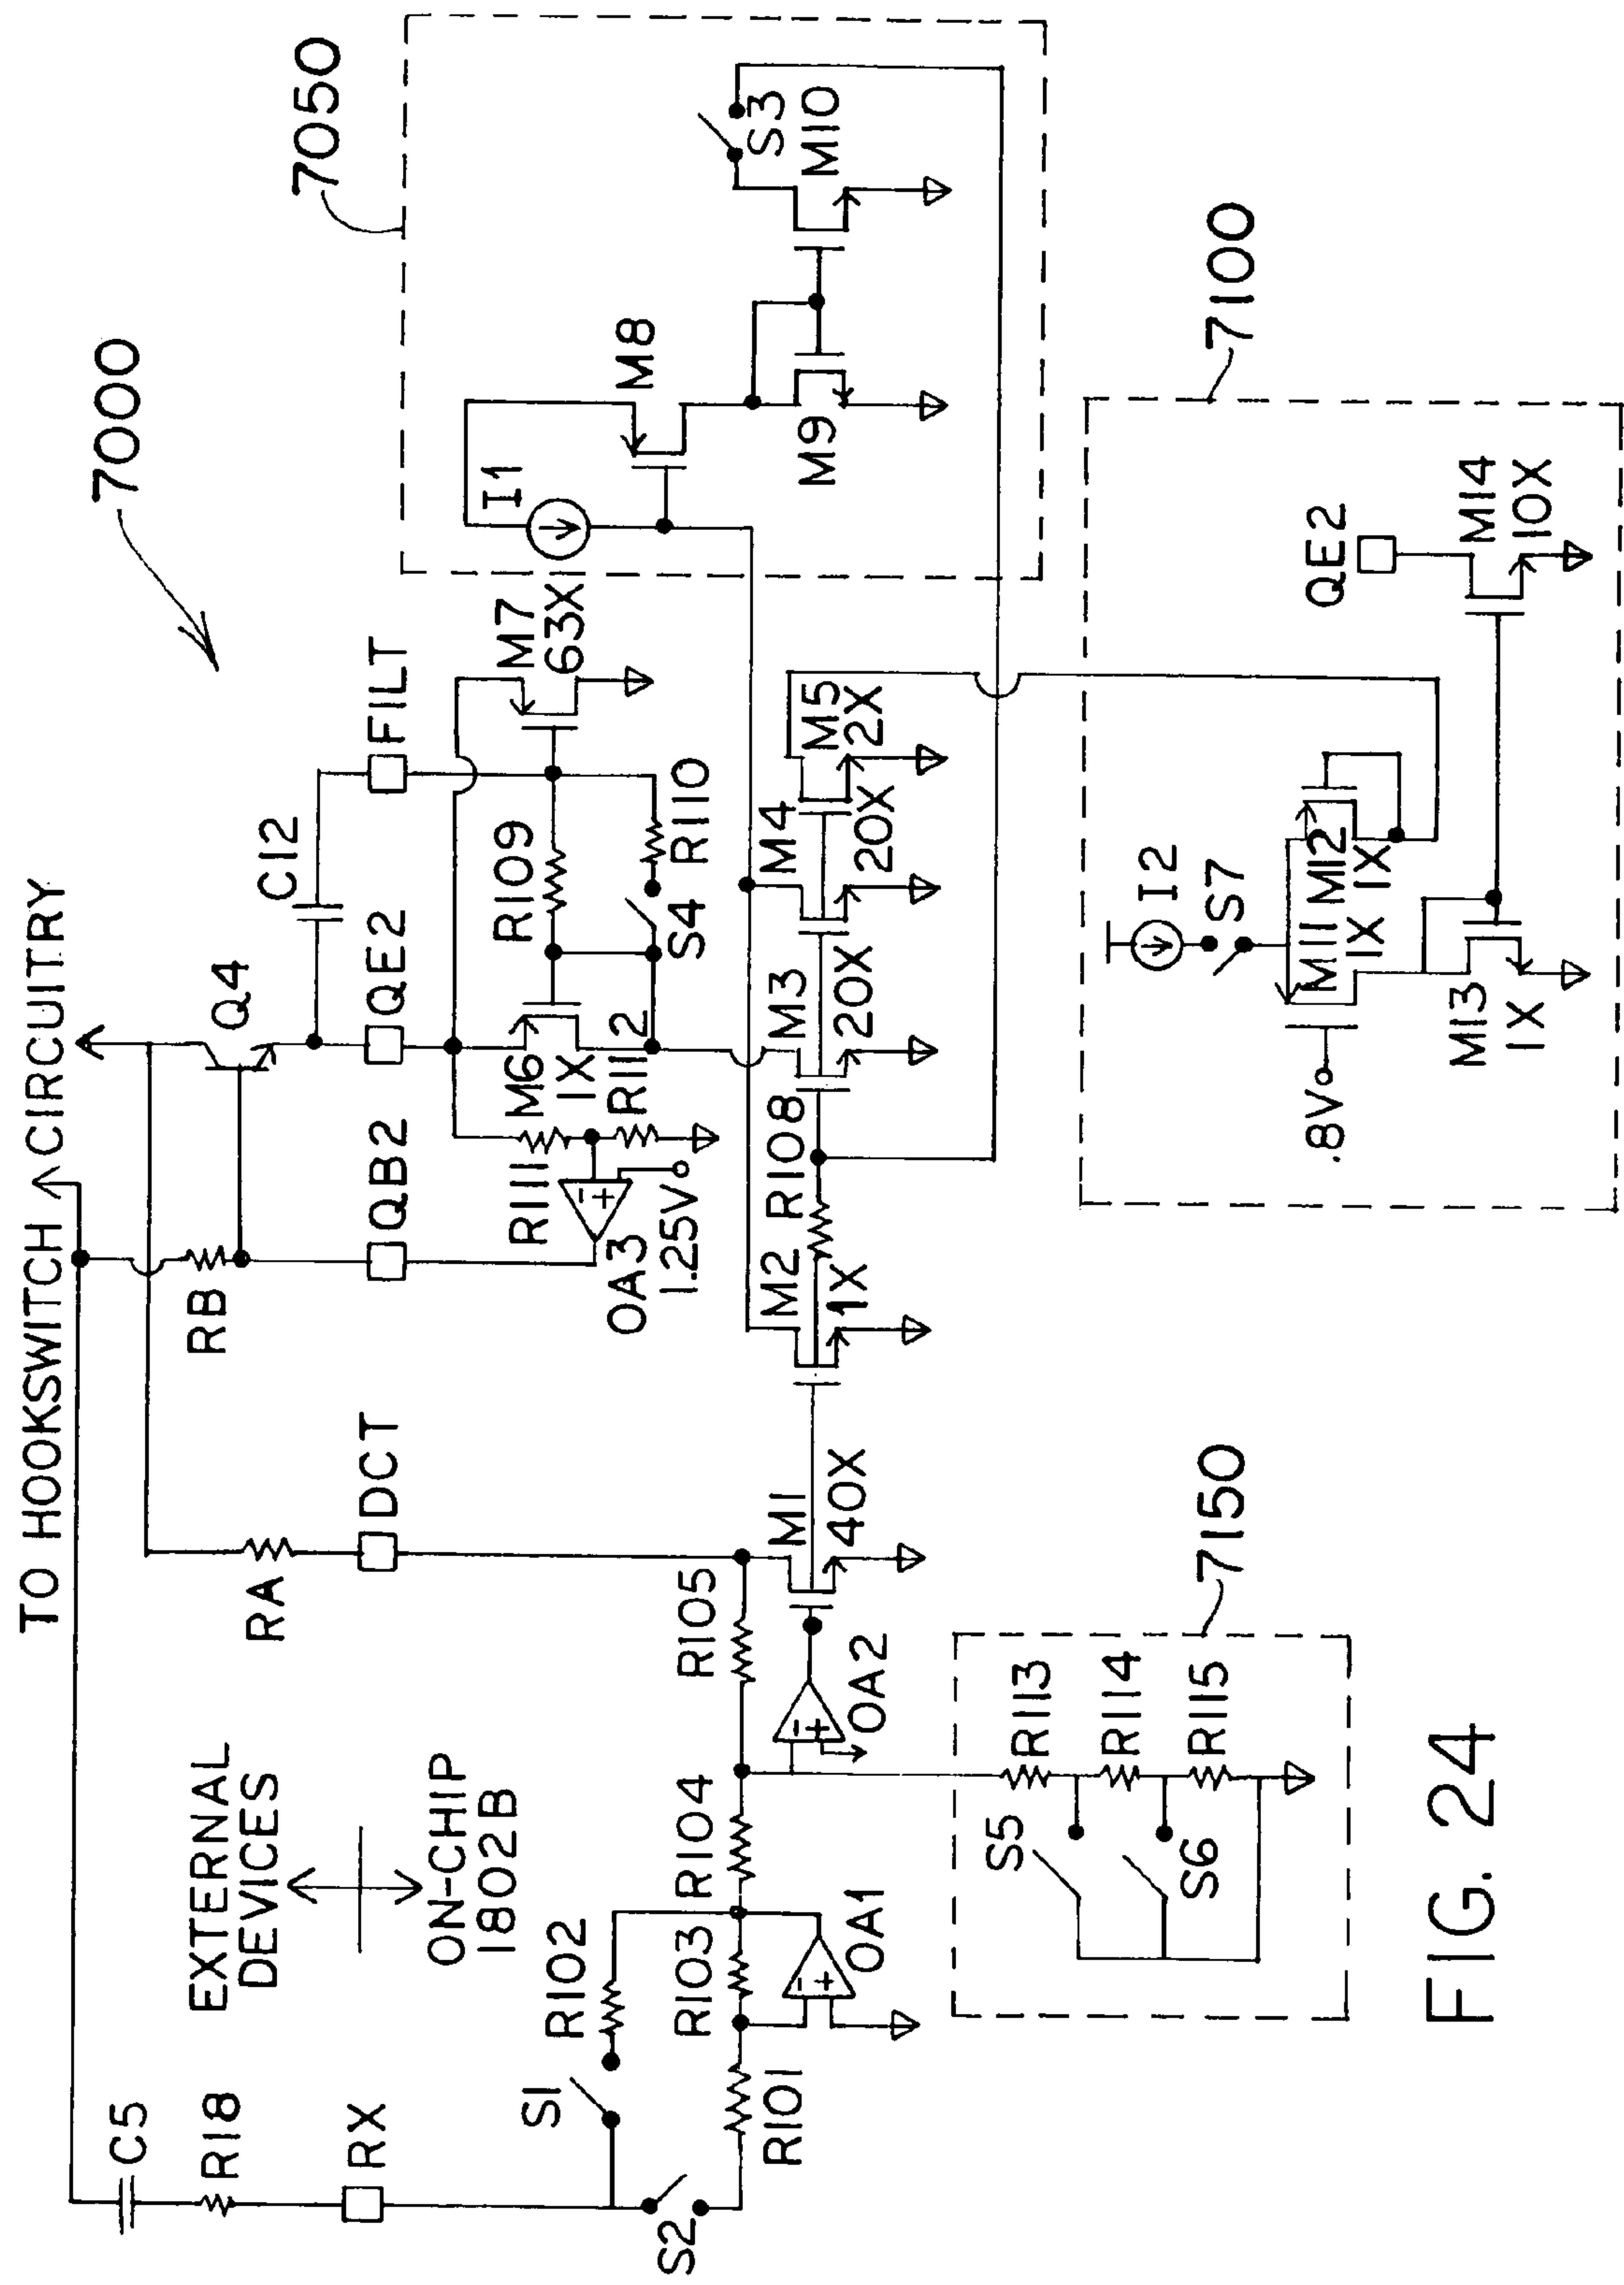 TO HOOKSWITCH CIRCUITRY
7000
7050
EXTERNAL
DEVICES
ON-CHIP
1802B
C5
R18
RX
RA
DCT
RB
QB2
Q4
QE2
C12
FILT
S1
S2
R101
R102
R103
OA1
R104
R105
OA2
M1
40X
M2
1X
R108
M3
20X
M4
20X
M5
2X
R111
R112
OA3
1.25V
M6
1X
R109
S4
R110
M7
63X
I1
M8
M9
M10
S3
7100
I2
S7
M11
1X
M12
1X
.8V
M13
1X
QE2
M14
10X
7150
R113
R114
R115
S5
S6
FIG. 24